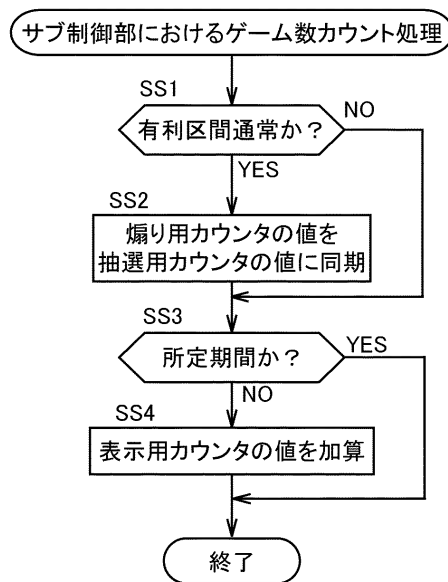 サブ制御部におけるゲーム数カウント処理
SS1
有利区間通常か?
NO
YES
SS2
煽り用カウンタの値を
抽選用カウンタの値に同期
SS3
所定期間か?
YES
NO
SS4
表示用カウンタの値を加算
終了